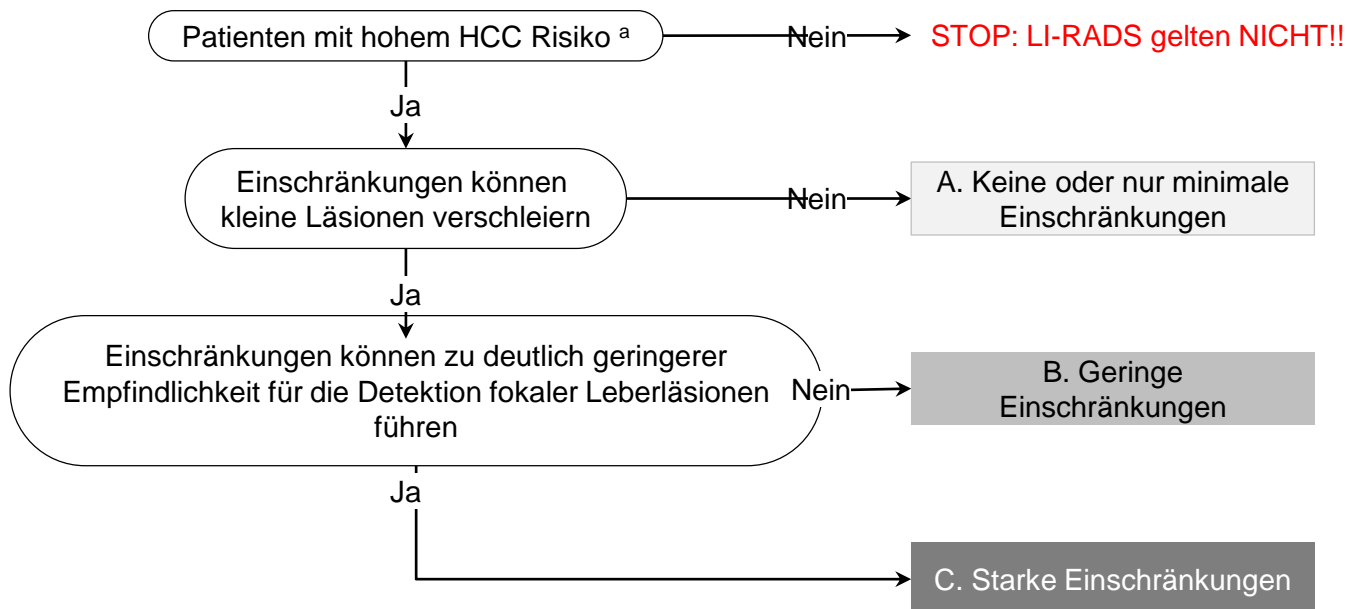 Patienten mit hohem HCC Risiko ᵃ
Nein
STOP: LI-RADS gelten NICHT!!
Ja
Einschränkungen können
kleine Läsionen verschleiern
Nein
A. Keine oder nur minimale
Einschränkungen
Ja
Einschränkungen können zu deutlich geringerer
Empfindlichkeit für die Detektion fokaler Leberläsionen
führen
Nein
B. Geringe
Einschränkungen
Ja
C. Starke Einschränkungen